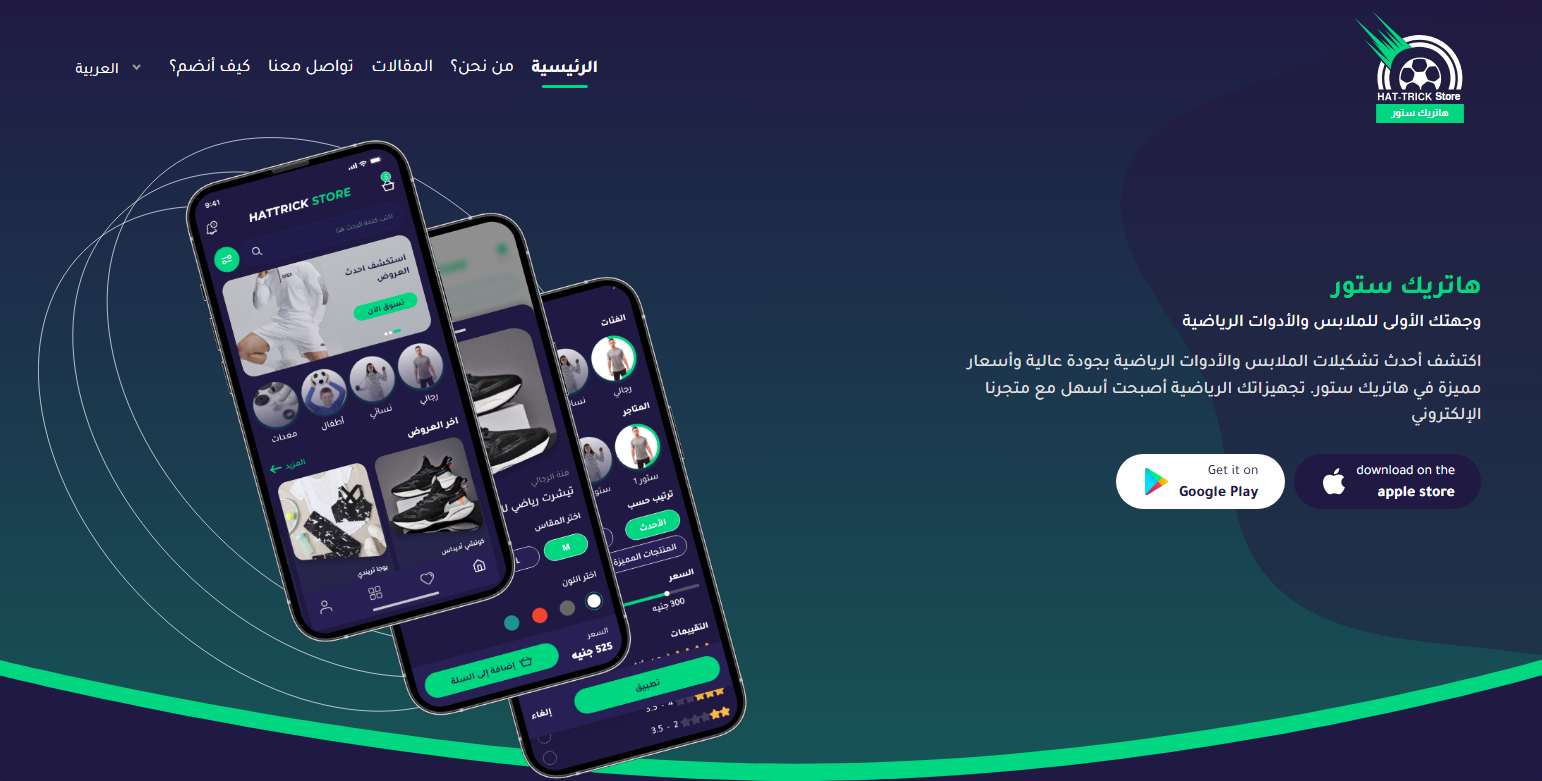 الرئيسية
من نحن؟
المقالات
تواصل معنا
كيف أنضم؟
العربية
HAT-TRICK Store
هاتريك ستور
هاتريك ستور
وجهتك الأولى للملابس والأدوات الرياضية
اكتشف أحدث تشكيلات الملابس والأدوات الرياضية بجودة عالية وأسعار
مميزة في هاتريك ستور. تجهيزاتك الرياضية أصبحت أسهل مع متجرنا
الإلكتروني
download on the
apple store
Get it on
Google Play
9:41
HATTRICK STORE
5
اكتب كلمة البحث هنا
استكشف احدث
العروض
تسوق الآن
رجالي
نسائي
أطفال
معدات
اخر العروض
المزيد
كوتشي أديداس
يوجا تريندي
فئة الرجالي
تيشرت رياضي
اختر المقاس
M
L
اختر اللون
السعر
525 جنيه
إضافة إلى السلة
الفئات
رجالي
المتاجر
ستور 1
ترتيب حسب
الأحدث
المنتجات المميزة
السعر
300 جنيه
التقييمات
تطبيق
إلغاء
3.5 - 4
3.5 - 2